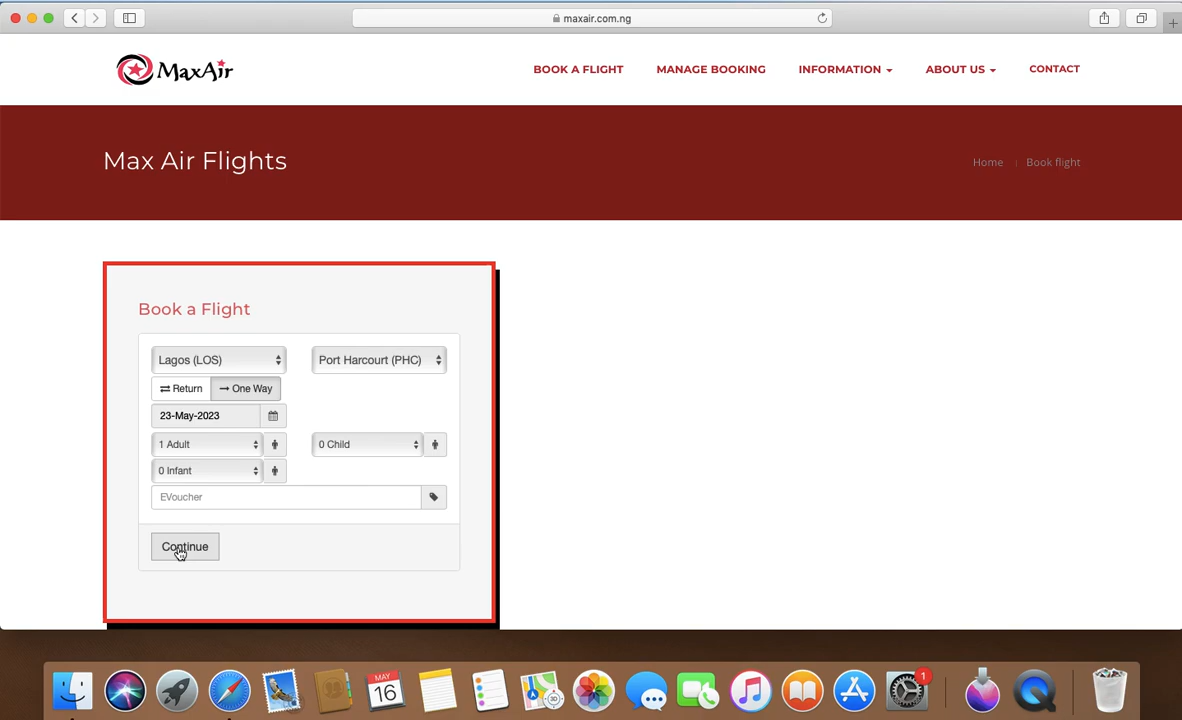 maxair.com.ng
MaxAir
BOOK A FLIGHT
MANAGE BOOKING
INFORMATION
ABOUT US
CONTACT
Max Air Flights
Home
Book flight
Book a Flight
Lagos (LOS)
Port Harcourt (PHC)
Return
One Way
23-May-2023
1 Adult
0 Child
0 Infant
EVoucher
Continue
MAY
16
3D
1